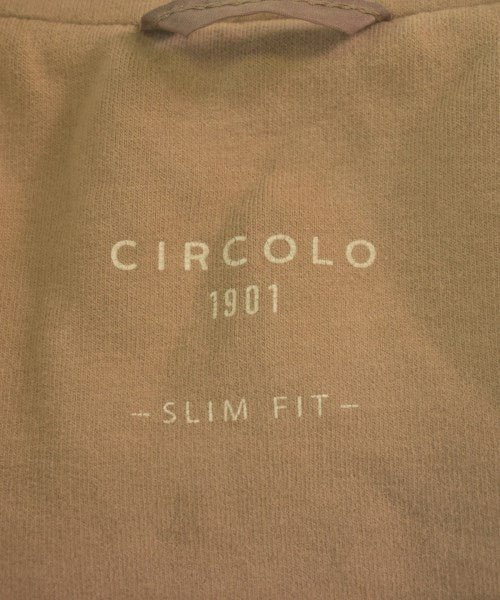 CIRCOLO
1901
– SLIM FIT –